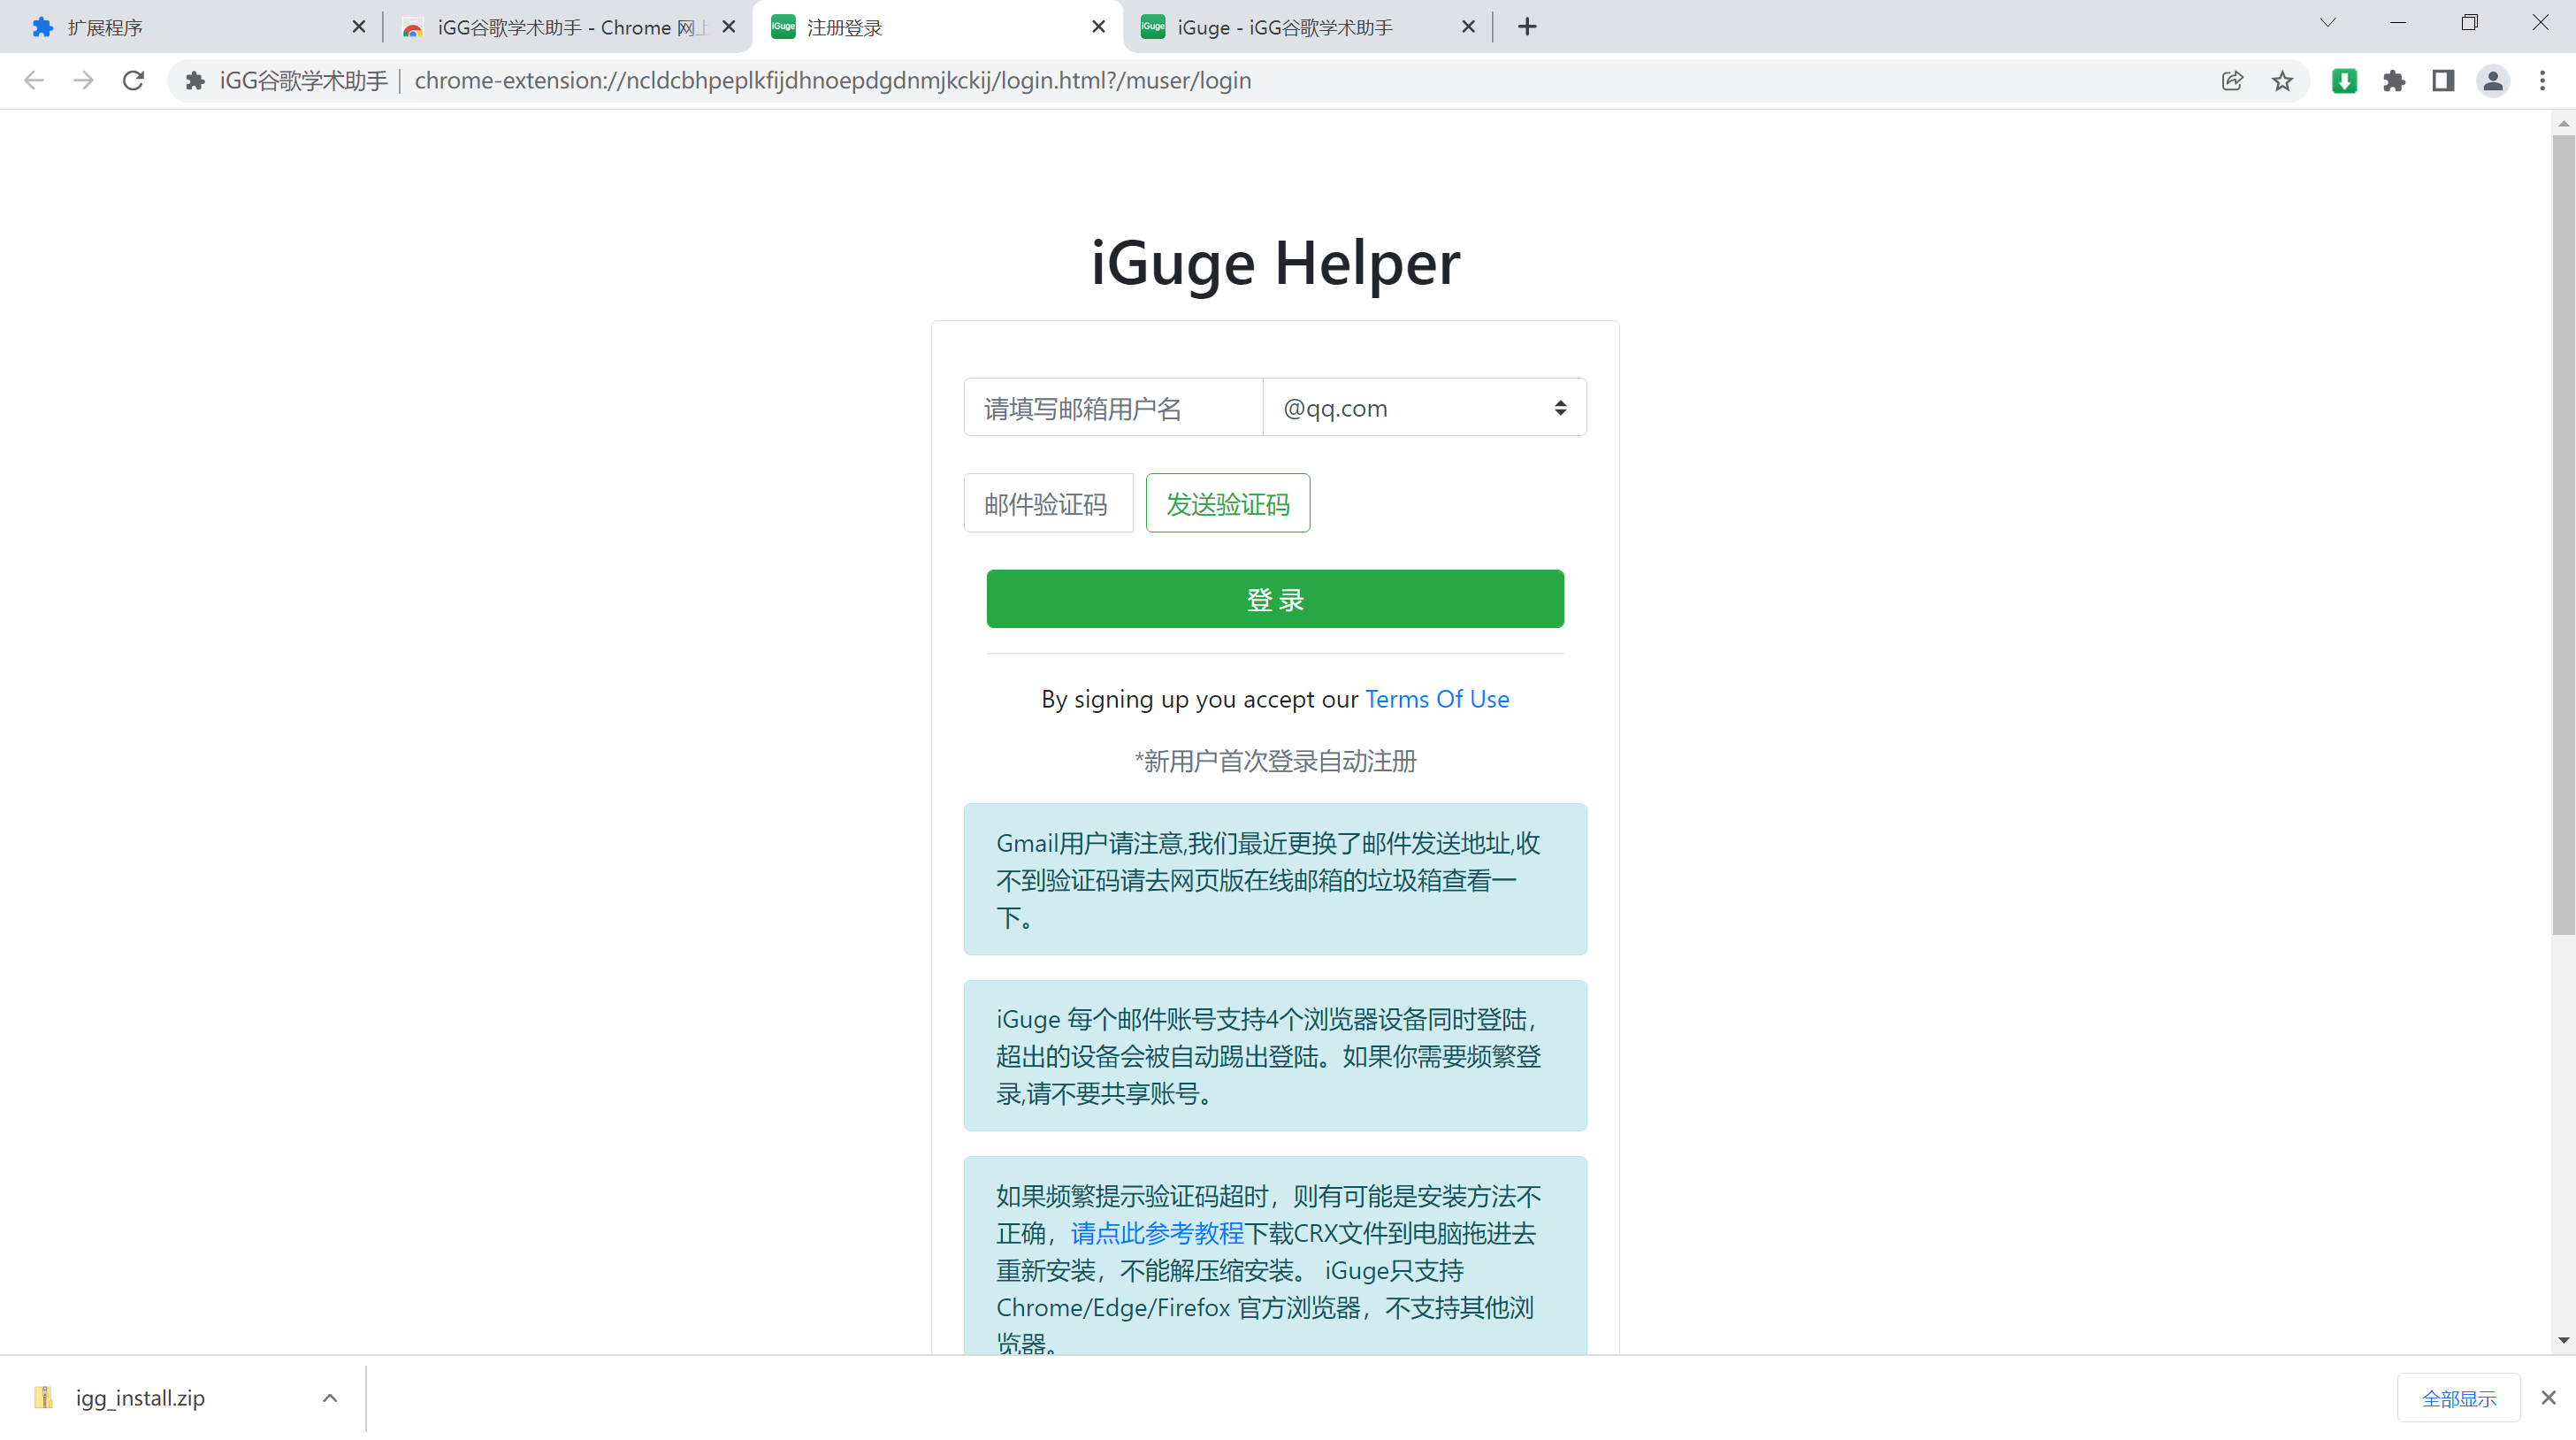 扩展程序
iGG谷歌学术助手 - Chrome 网上
iGuge
注册登录
iGuge
iGuge - iGG谷歌学术助手
iGG谷歌学术助手
chrome-extension://ncldcbhpeplkfijdhnoepdgdnmjkckij/login.html?/muser/login
iGuge Helper
请填写邮箱用户名
@qq.com
邮件验证码
发送验证码
登 录
By signing up you accept our Terms Of Use
*新用户首次登录自动注册
Gmail用户请注意,我们最近更换了邮件发送地址,收
不到验证码请去网页版在线邮箱的垃圾箱查看一
下。
iGuge 每个邮件账号支持4个浏览器设备同时登陆，
超出的设备会被自动踢出登陆。如果你需要频繁登
录,请不要共享账号。
如果频繁提示验证码超时，则有可能是安装方法不
正确，请点此参考教程下载CRX文件到电脑拖进去
重新安装，不能解压缩安装。 iGuge只支持
Chrome/Edge/Firefox 官方浏览器，不支持其他浏
览器。
igg_install.zip
全部显示